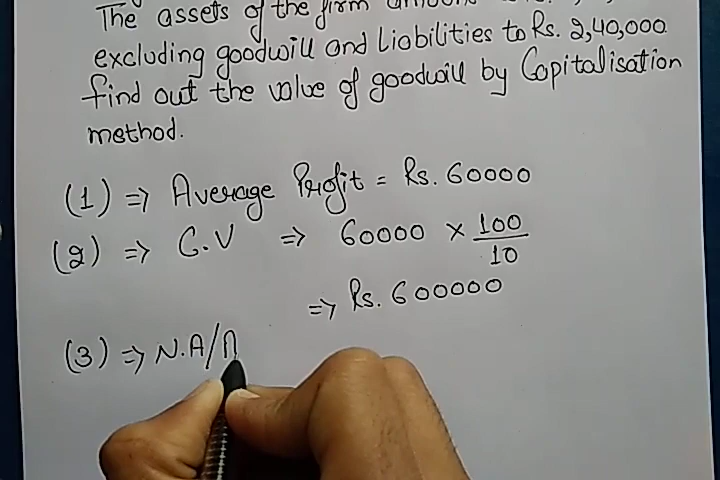 The assets of the firm
excluding goodwill and Liabilities to Rs. 2,40,000
find out the value of goodwill by Capitalisation
method.
(1) => Average Profit = Rs. 60000
(2) => C.V => 60000 × 100/10
=> Rs. 600000
(3) => N.A/